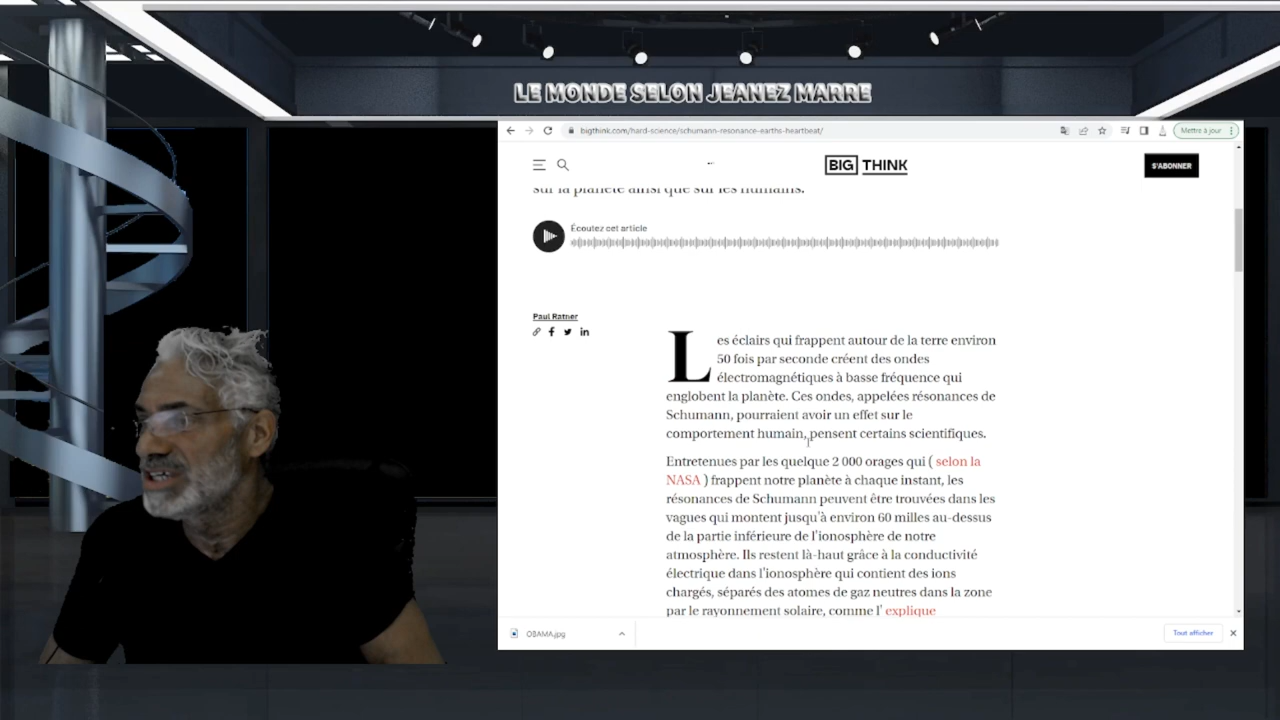 LE MONDE SELON JEANEZ MARRE
bigthink.com/hard-science/schumann-resonance-earths-heartbeat/
Mettre à jour
BIG THINK
S'ABONNER
sur la planète ainsi que sur les humains.
Écoutez cet article
Paul Ratner
Les éclairs qui frappent autour de la terre environ
50 fois par seconde créent des ondes
électromagnétiques à basse fréquence qui
englobent la planète. Ces ondes, appelées résonances de
Schumann, pourraient avoir un effet sur le
comportement humain, pensent certains scientifiques.
Entretenues par les quelque 2 000 orages qui ( selon la
NASA ) frappent notre planète à chaque instant, les
résonances de Schumann peuvent être trouvées dans les
vagues qui montent jusqu'à environ 60 milles au-dessus
de la partie inférieure de l'ionosphère de notre
atmosphère. Ils restent là-haut grâce à la conductivité
électrique dans l'ionosphère qui contient des ions
chargés, séparés des atomes de gaz neutres dans la zone
par le rayonnement solaire, comme l' explique
OBAMA.jpg
Tout afficher